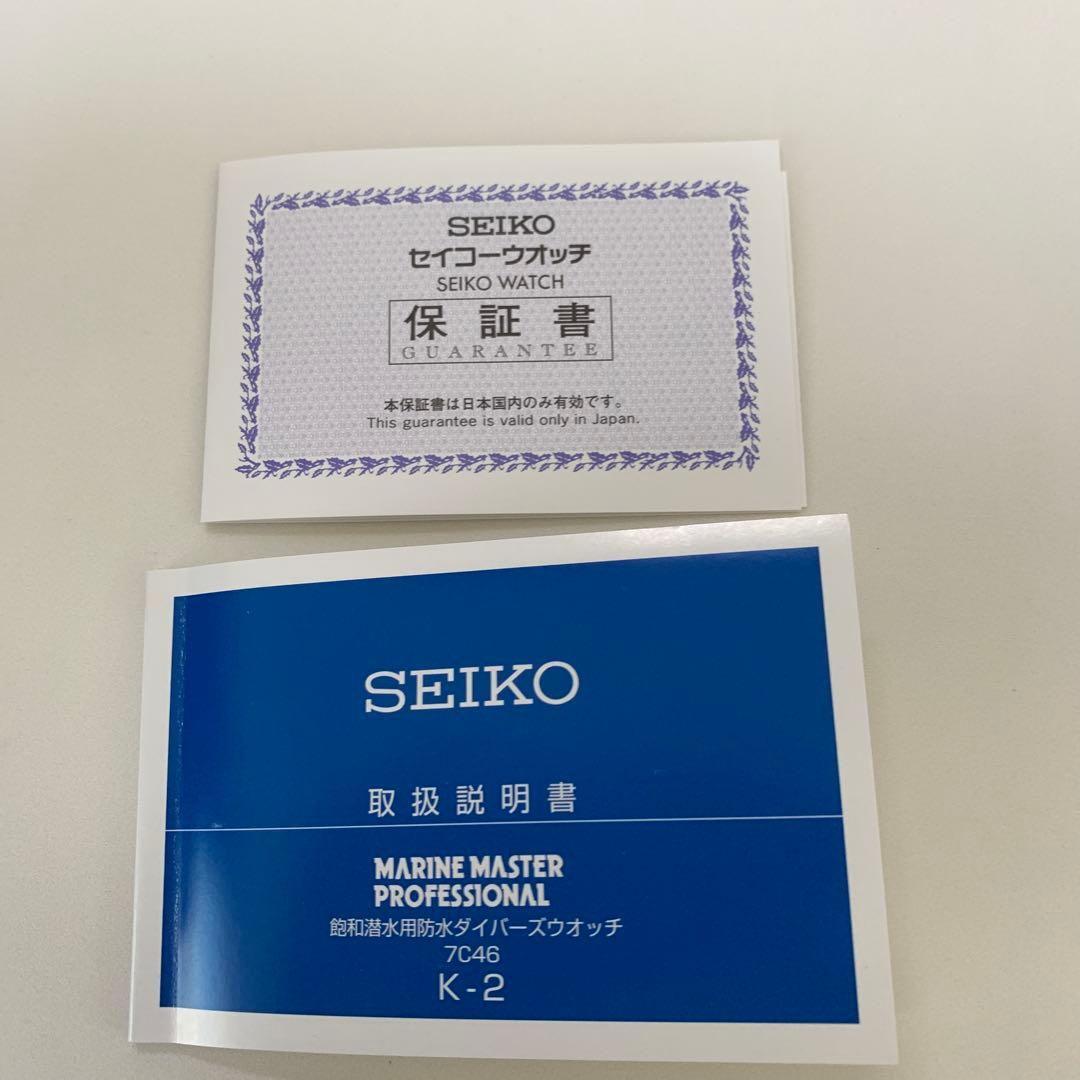 SEIKO
セイコーウオッチ
SEIKO WATCH
保証書
GUARANTEE
本保証書は日本国内のみ有効です。
This guarantee is valid only in Japan.
SEIKO
取扱説明書
MARINE MASTER
PROFESSIONAL
飽和潜水用防水ダイバーズウオッチ
7C46
K-2